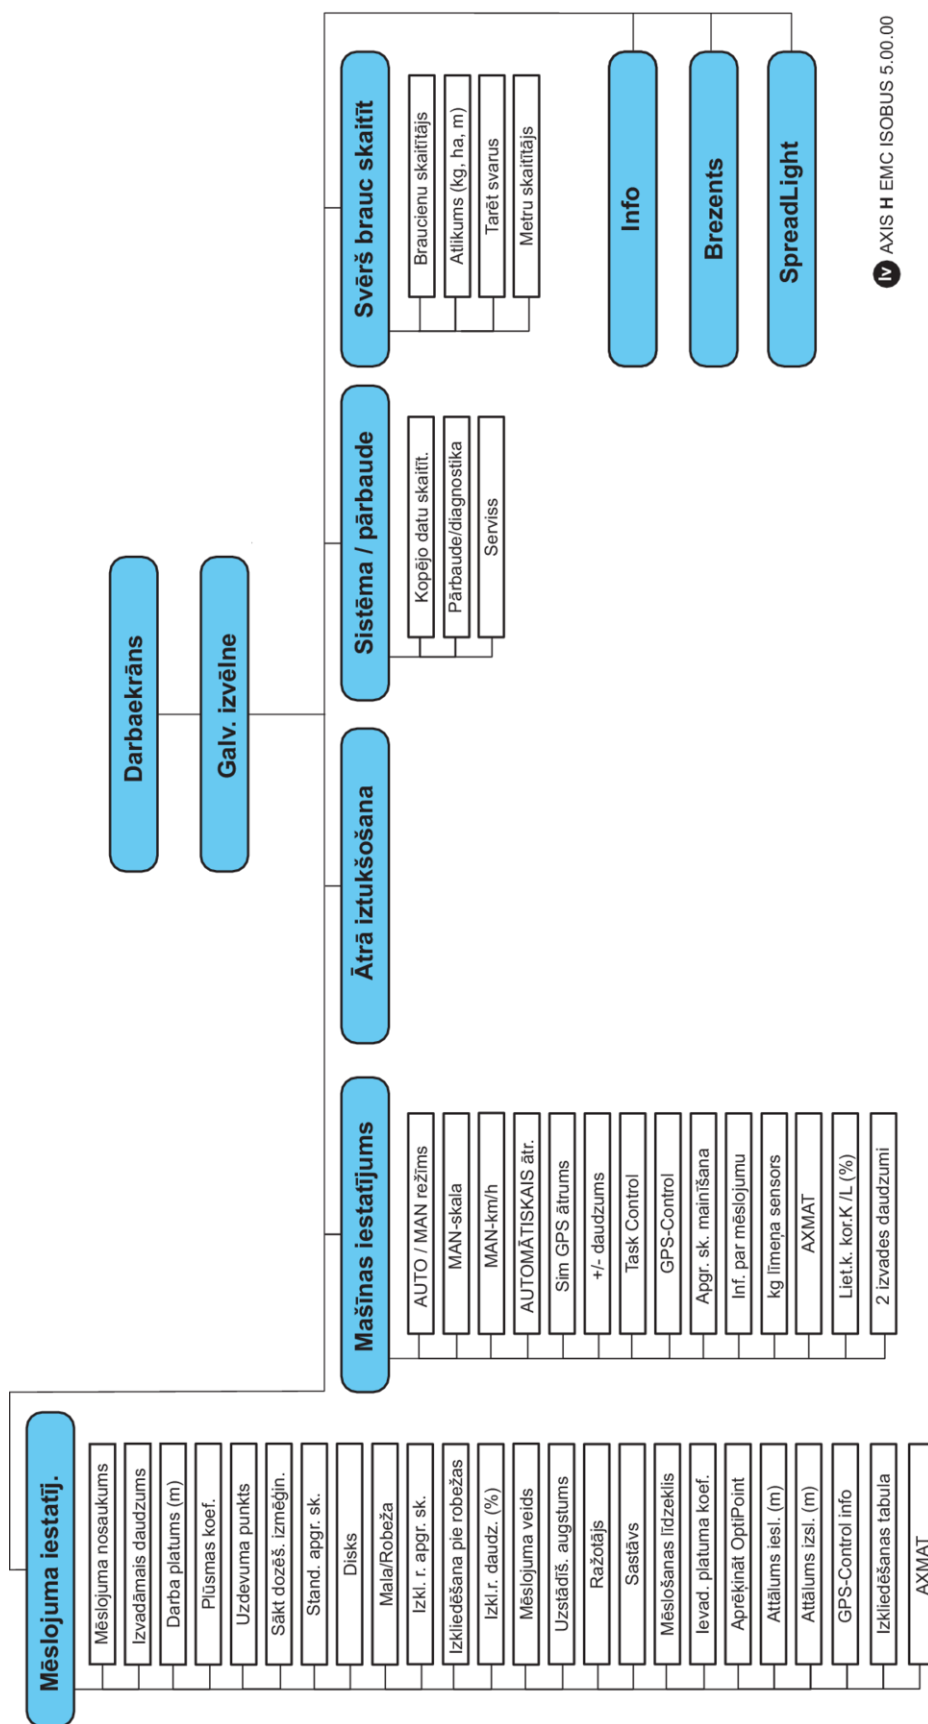 Darbaekrāns
Galv. izvēlne
Mēslojuma iestatīj.
Mēslojuma nosaukums
Izvadāmais daudzums
Darba platums (m)
Plūsmas koef.
Uzdevuma punkts
Sākt dozēš. izmēģin.
Stand. apgr. sk.
Disks
Mala/Robeža
Izkl. r. apgr. sk.
Izkliedēšana pie robežas
Izkl.r. daudz. (%)
Mēslojuma veids
Uzstādīš. augstums
Ražotājs
Sastāvs
Mēslošanas līdzeklis
Ievad. platuma koef.
Aprēķināt OptiPoint
Attālums iesl. (m)
Attālums izsl. (m)
GPS-Control info
Izkliedēšanas tabula
AXMAT
Mašīnas iestatījums
AUTO / MAN režīms
MAN-skala
MAN-km/h
AUTOMĀTISKAIS ātr.
Sim GPS ātrums
+/- daudzums
Task Control
GPS-Control
Apgr. sk. mainīšana
Inf. par mēslojumu
kg līmeņa sensors
AXMAT
Liet.k. kor.K /L (%)
2 izvades daudzumi
Ātrā iztukšošana
Sistēma / pārbaude
Kopējo datu skaitīt.
Pārbaude/diagnostika
Serviss
Svērš brauc skaitīt
Braucienu skaitītājs
Atlikums (kg, ha, m)
Tarēt svarus
Metru skaitītājs
Info
Brezents
SpreadLight
lv AXIS H EMC ISOBUS 5.00.00